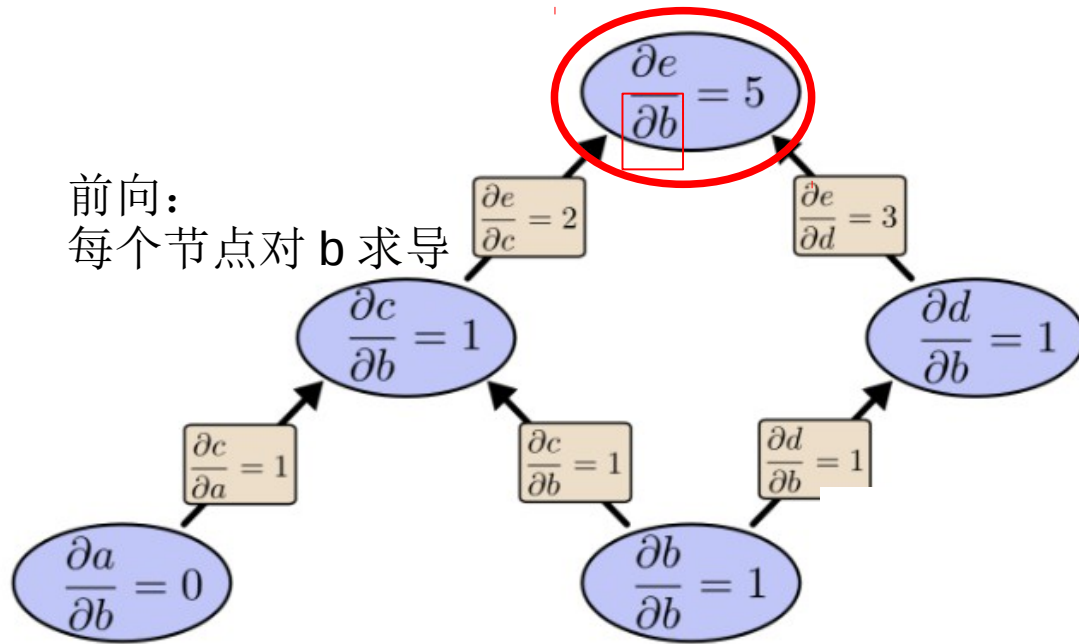 ∂e/∂b = 5
前向：
每个节点对 b 求导
∂e/∂c = 2
∂e/∂d = 3
∂c/∂b = 1
∂d/∂b = 1
∂c/∂a = 1
∂c/∂b = 1
∂d/∂b = 1
∂a/∂b = 0
∂b/∂b = 1